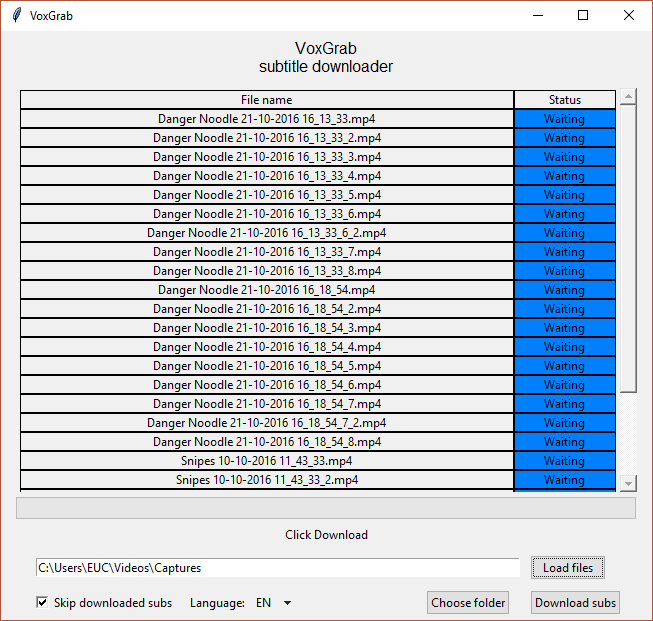 VoxGrab
VoxGrab
subtitle downloader
File name Status
Danger Noodle 21-10-2016 16_13_33.mp4 Waiting
Danger Noodle 21-10-2016 16_13_33_2.mp4 Waiting
Danger Noodle 21-10-2016 16_13_33_3.mp4 Waiting
Danger Noodle 21-10-2016 16_13_33_4.mp4 Waiting
Danger Noodle 21-10-2016 16_13_33_5.mp4 Waiting
Danger Noodle 21-10-2016 16_13_33_6.mp4 Waiting
Danger Noodle 21-10-2016 16_13_33_6_2.mp4 Waiting
Danger Noodle 21-10-2016 16_13_33_7.mp4 Waiting
Danger Noodle 21-10-2016 16_13_33_8.mp4 Waiting
Danger Noodle 21-10-2016 16_18_54.mp4 Waiting
Danger Noodle 21-10-2016 16_18_54_2.mp4 Waiting
Danger Noodle 21-10-2016 16_18_54_3.mp4 Waiting
Danger Noodle 21-10-2016 16_18_54_4.mp4 Waiting
Danger Noodle 21-10-2016 16_18_54_5.mp4 Waiting
Danger Noodle 21-10-2016 16_18_54_6.mp4 Waiting
Danger Noodle 21-10-2016 16_18_54_7.mp4 Waiting
Danger Noodle 21-10-2016 16_18_54_7_2.mp4 Waiting
Danger Noodle 21-10-2016 16_18_54_8.mp4 Waiting
Snipes 10-10-2016 11_43_33.mp4 Waiting
Snipes 10-10-2016 11_43_33_2.mp4 Waiting
Click Download
C:\Users\EUC\Videos\Captures Load files
Skip downloaded subs Language: EN Choose folder Download subs